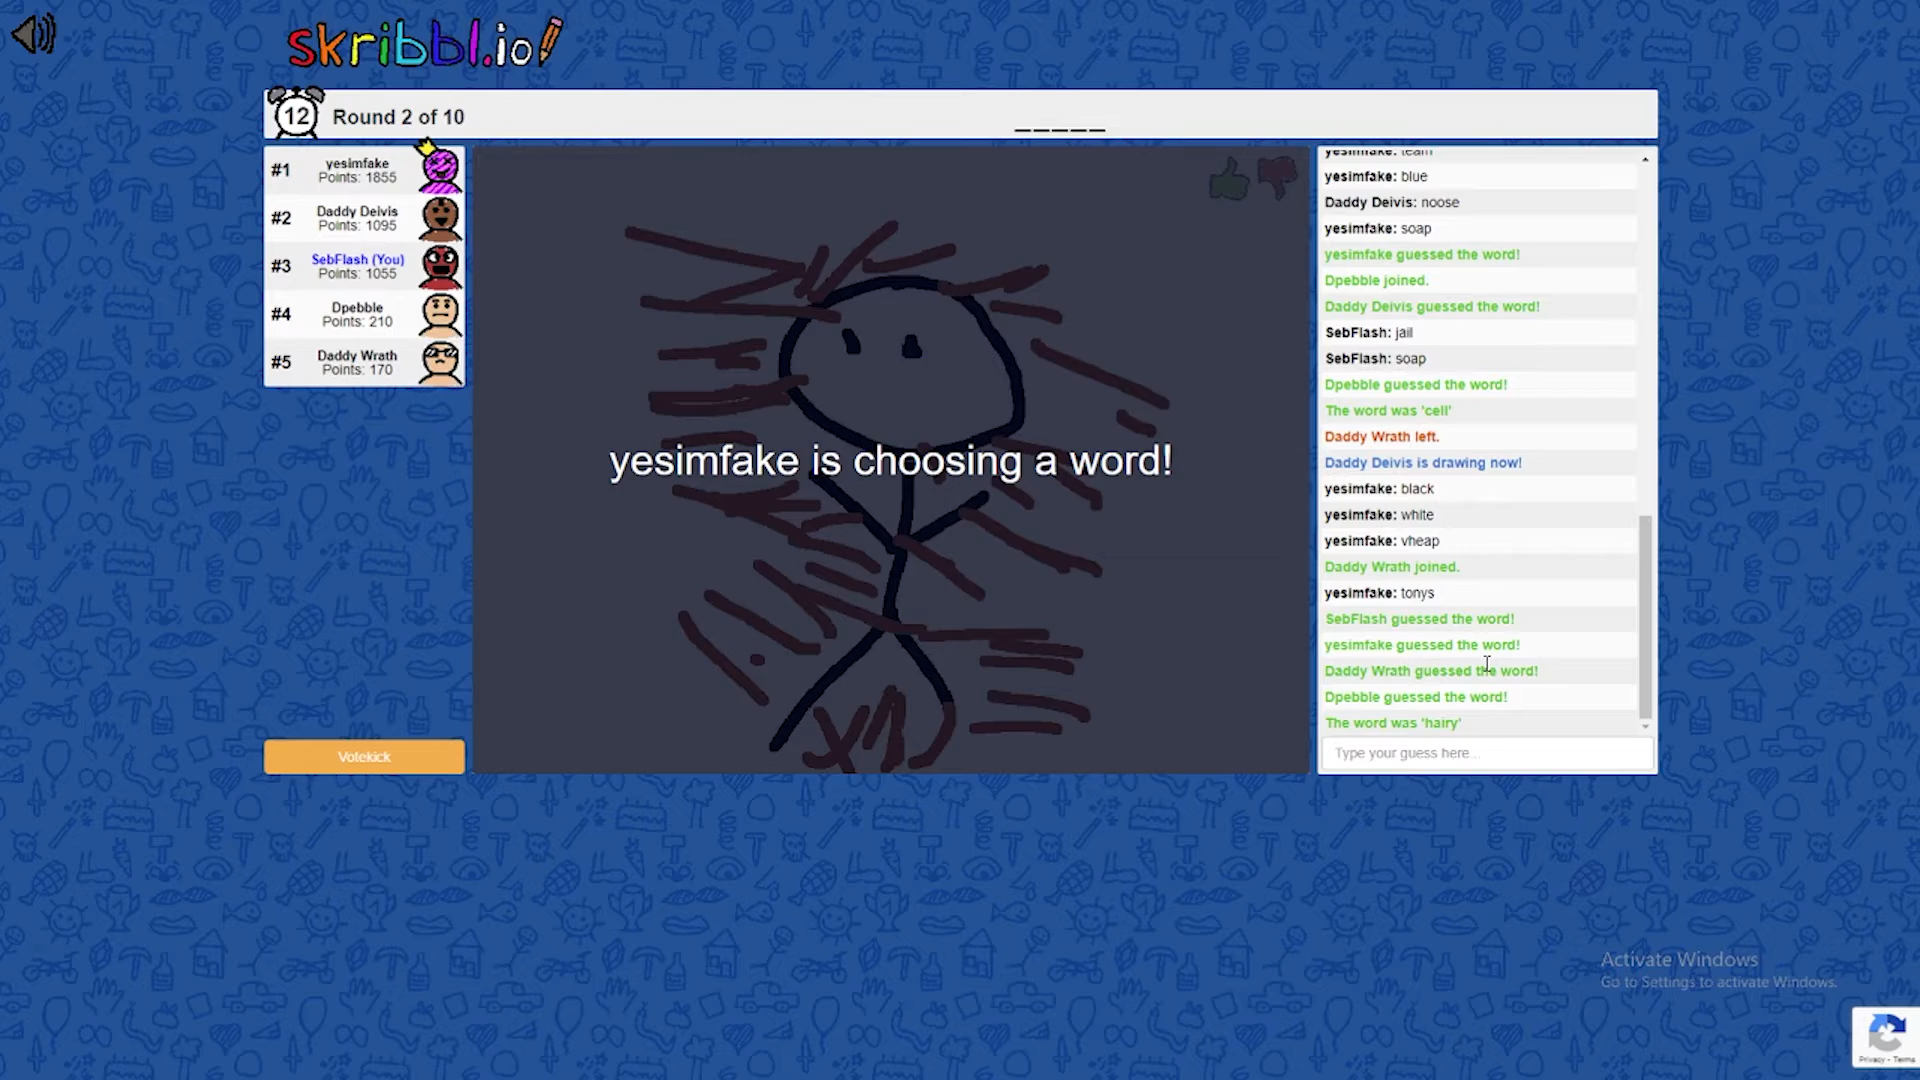 skribbl.io!
12
Round 2 of 10
_____
#1
yesimfake
Points: 1855
#2
Daddy Deivis
Points: 1095
#3
SebFlash (You)
Points: 1055
#4
Dpebble
Points: 210
#5
Daddy Wrath
Points: 170
Votekick
yesimfake is choosing a word!
yesimfake: team
yesimfake: blue
Daddy Deivis: noose
yesimfake: soap
yesimfake guessed the word!
Dpebble joined.
Daddy Deivis guessed the word!
SebFlash: jail
SebFlash: soap
Dpebble guessed the word!
The word was 'cell'
Daddy Wrath left.
Daddy Deivis is drawing now!
yesimfake: black
yesimfake: white
yesimfake: vheap
Daddy Wrath joined.
yesimfake: tonys
SebFlash guessed the word!
yesimfake guessed the word!
Daddy Wrath guessed the word!
Dpebble guessed the word!
The word was 'hairy'
Type your guess here...
Activate Windows
Go to Settings to activate Windows.
Privacy - Terms